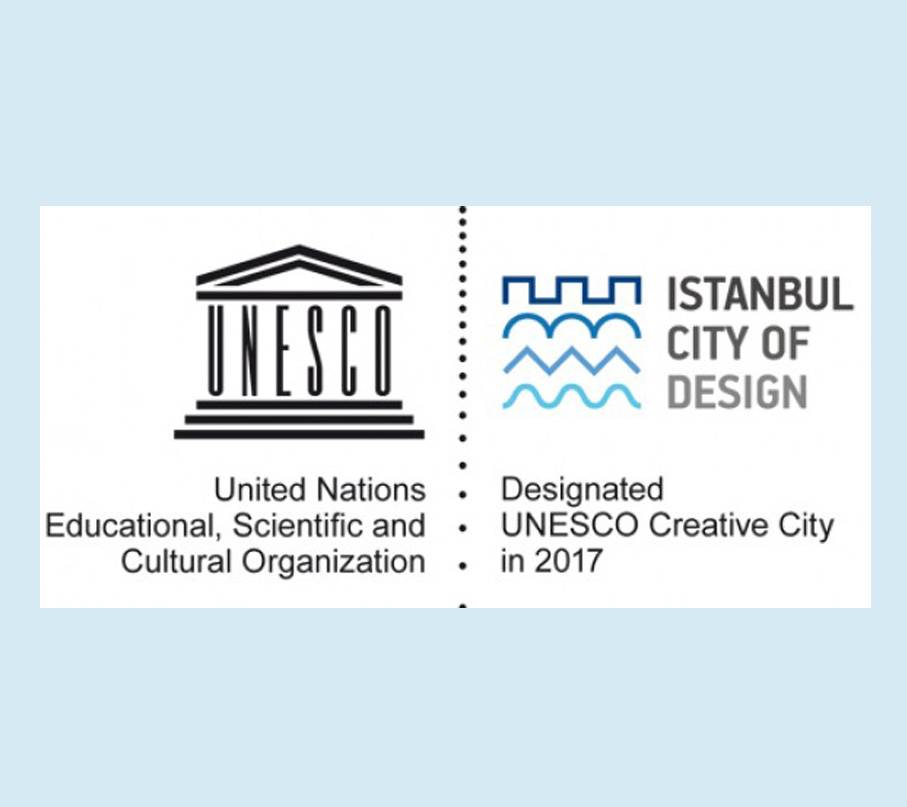 UNESCO
United Nations
Educational, Scientific and
Cultural Organization
ISTANBUL
CITY OF
DESIGN
Designated
UNESCO Creative City
in 2017